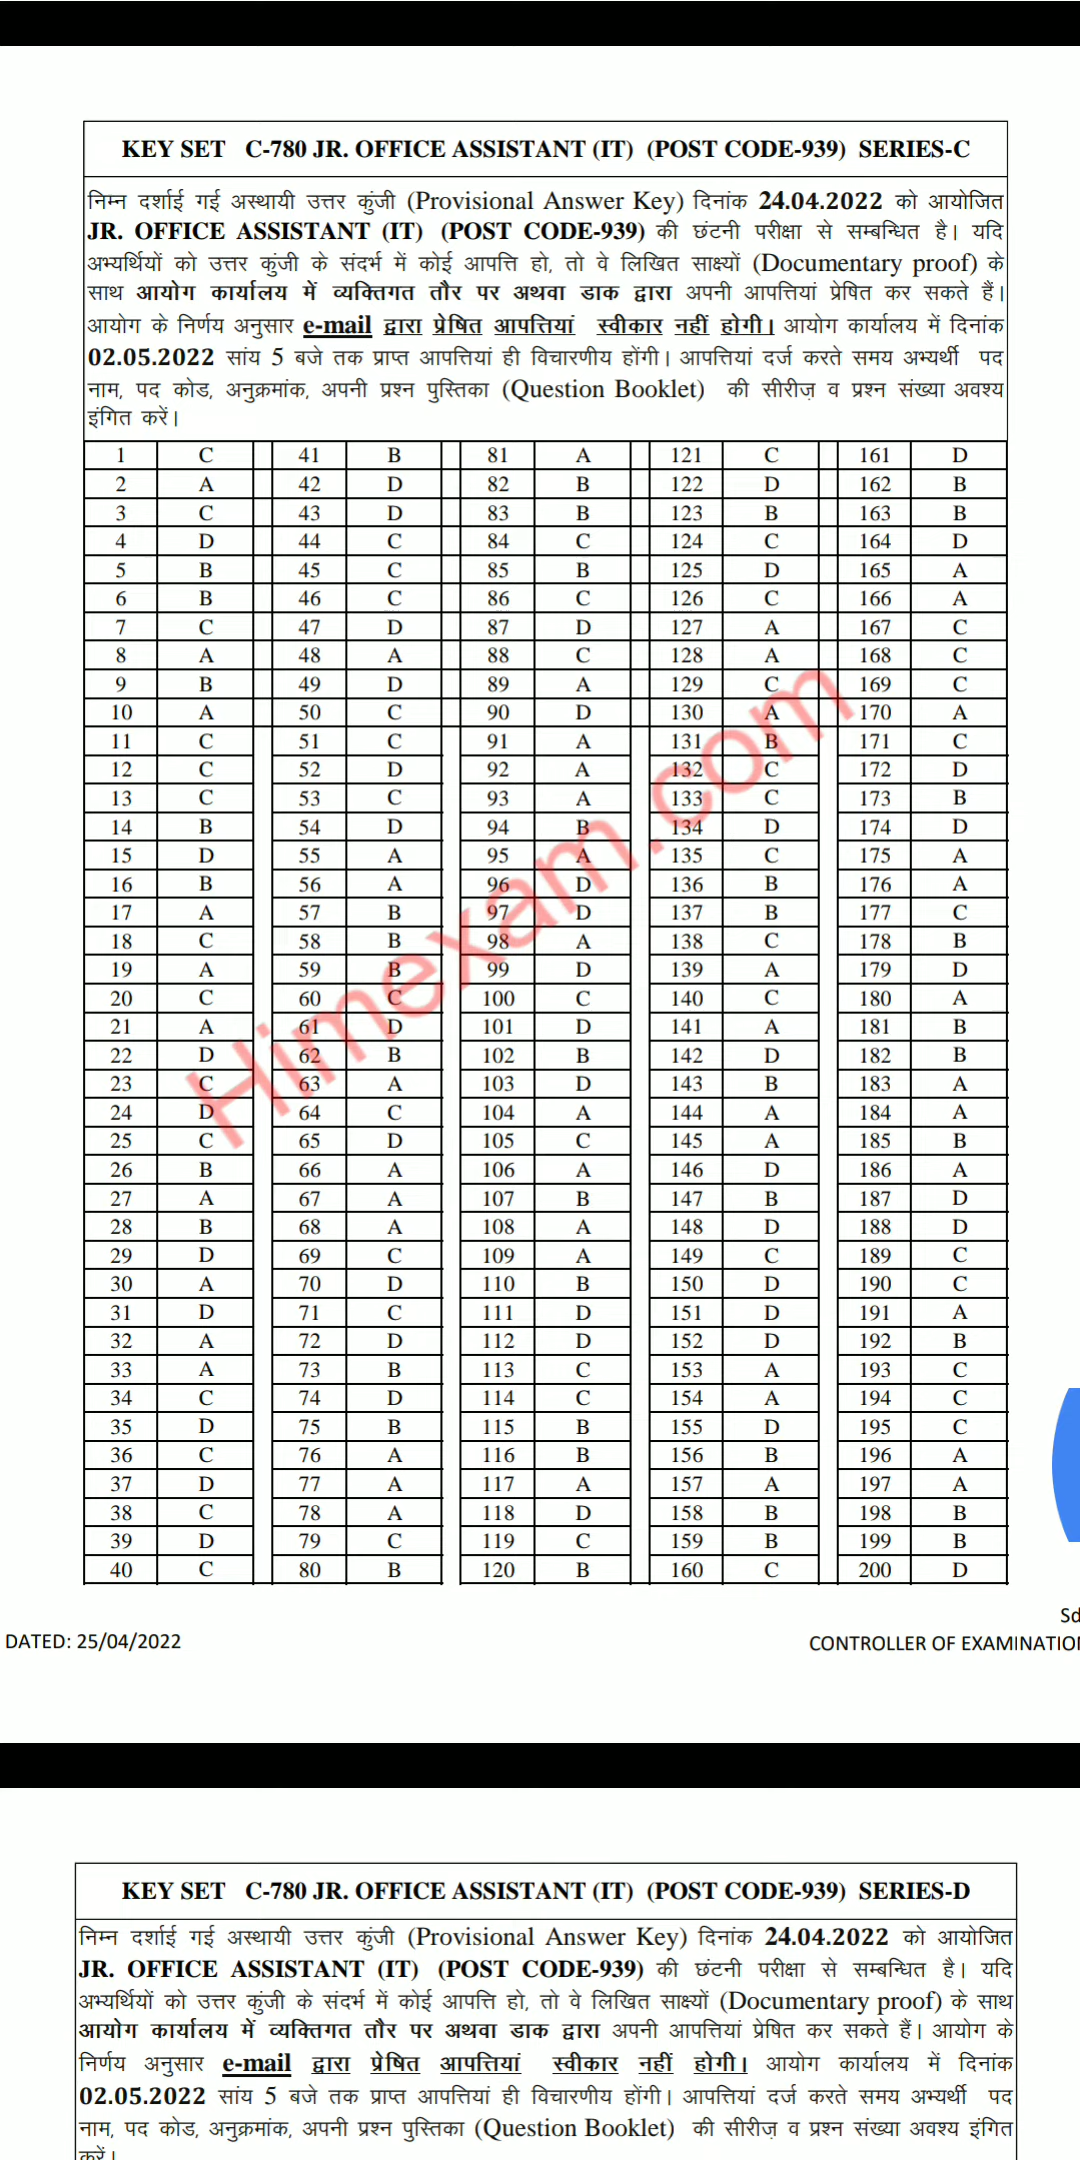 KEY SET C-780 JR. OFFICE ASSISTANT (IT) (POST CODE-939) SERIES-C
निम्न दर्शाई गई अस्थायी उत्तर कुंजी (Provisional Answer Key) दिनांक 24.04.2022 को आयोजित
JR. OFFICE ASSISTANT (IT) (POST CODE-939) की छंटनी परीक्षा से सम्बन्धित है। यदि
अभ्यर्थियों को उत्तर कुंजी के संदर्भ में कोई आपत्ति हो, तो वे लिखित साक्ष्यों (Documentary proof) के
साथ आयोग कार्यालय में व्यक्तिगत तौर पर अथवा डाक द्वारा अपनी आपत्तियां प्रेषित कर सकते हैं।
आयोग के निर्णय अनुसार e-mail द्वारा प्रेषित आपत्तियां स्वीकार नहीं होगी। आयोग कार्यालय में दिनांक
02.05.2022 सांय 5 बजे तक प्राप्त आपत्तियां ही विचारणीय होंगी। आपत्तियां दर्ज करते समय अभ्यर्थी पद
नाम, पद कोड, अनुक्रमांक, अपनी प्रश्न पुस्तिका (Question Booklet) की सीरीज़ व प्रश्न संख्या अवश्य
इंगित करें।
1 C 41 B 81 A 121 C 161 D
2 A 42 D 82 B 122 D 162 B
3 C 43 D 83 B 123 B 163 B
4 D 44 C 84 C 124 C 164 D
5 B 45 C 85 B 125 D 165 A
6 B 46 C 86 C 126 C 166 A
7 C 47 D 87 D 127 A 167 C
8 A 48 A 88 C 128 A 168 C
9 B 49 D 89 A 129 C 169 C
10 A 50 C 90 D 130 A 170 A
11 C 51 C 91 A 131 B 171 C
12 C 52 D 92 A 132 C 172 D
13 C 53 C 93 A 133 C 173 B
14 B 54 D 94 B 134 D 174 D
15 D 55 A 95 A 135 C 175 A
16 B 56 A 96 D 136 B 176 A
17 A 57 B 97 D 137 B 177 C
18 C 58 B 98 A 138 C 178 B
19 A 59 B 99 D 139 A 179 D
20 C 60 C 100 C 140 C 180 A
21 A 61 D 101 D 141 A 181 B
22 D 62 B 102 B 142 D 182 B
23 C 63 A 103 D 143 B 183 A
24 D 64 C 104 A 144 A 184 A
25 C 65 D 105 C 145 A 185 B
26 B 66 A 106 A 146 D 186 A
27 A 67 A 107 B 147 B 187 D
28 B 68 A 108 A 148 D 188 D
29 D 69 C 109 A 149 C 189 C
30 A 70 D 110 B 150 D 190 C
31 D 71 C 111 D 151 D 191 A
32 A 72 D 112 D 152 D 192 B
33 A 73 B 113 C 153 A 193 C
34 C 74 D 114 C 154 A 194 C
35 D 75 B 115 B 155 D 195 C
36 C 76 A 116 B 156 B 196 A
37 D 77 A 117 A 157 A 197 A
38 C 78 A 118 D 158 B 198 B
39 D 79 C 119 C 159 B 199 B
40 C 80 B 120 B 160 C 200 D
Himexam.com
Sd
DATED: 25/04/2022 CONTROLLER OF EXAMINATION
KEY SET C-780 JR. OFFICE ASSISTANT (IT) (POST CODE-939) SERIES-D
निम्न दर्शाई गई अस्थायी उत्तर कुंजी (Provisional Answer Key) दिनांक 24.04.2022 को आयोजित
JR. OFFICE ASSISTANT (IT) (POST CODE-939) की छंटनी परीक्षा से सम्बन्धित है। यदि
अभ्यर्थियों को उत्तर कुंजी के संदर्भ में कोई आपत्ति हो, तो वे लिखित साक्ष्यों (Documentary proof) के साथ
आयोग कार्यालय में व्यक्तिगत तौर पर अथवा डाक द्वारा अपनी आपत्तियां प्रेषित कर सकते हैं। आयोग के
निर्णय अनुसार e-mail द्वारा प्रेषित आपत्तियां स्वीकार नहीं होगी। आयोग कार्यालय में दिनांक
02.05.2022 सांय 5 बजे तक प्राप्त आपत्तियां ही विचारणीय होंगी। आपत्तियां दर्ज करते समय अभ्यर्थी पद
नाम, पद कोड, अनुक्रमांक, अपनी प्रश्न पुस्तिका (Question Booklet) की सीरीज़ व प्रश्न संख्या अवश्य इंगित
करें।